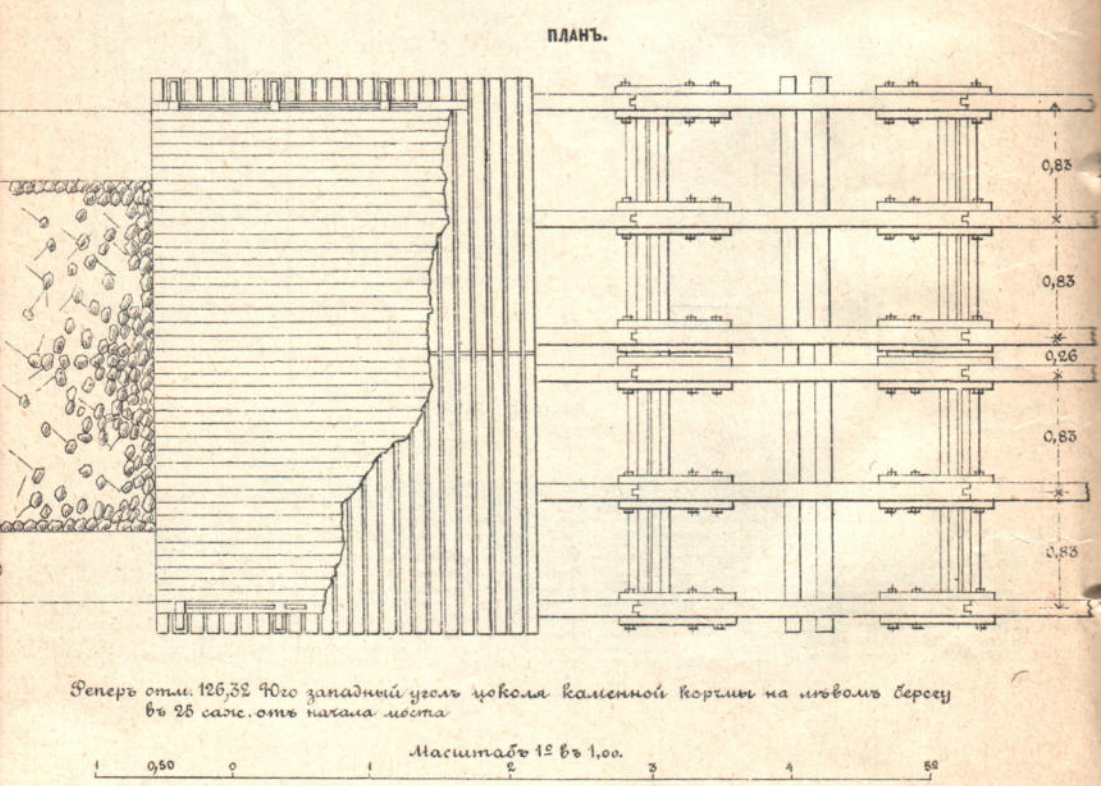 ПЛАНЪ.
0,83
0,83
0,26
0,83
0,83
Реперъ отм. 126,32 Юго западный уголъ цоколя каменной корчмы на лѣвомъ берегу
въ 25 саж. отъ начала моста
Масштабъ 1º въ 1,00.
1 0,50 0 1 2 3 4 5º